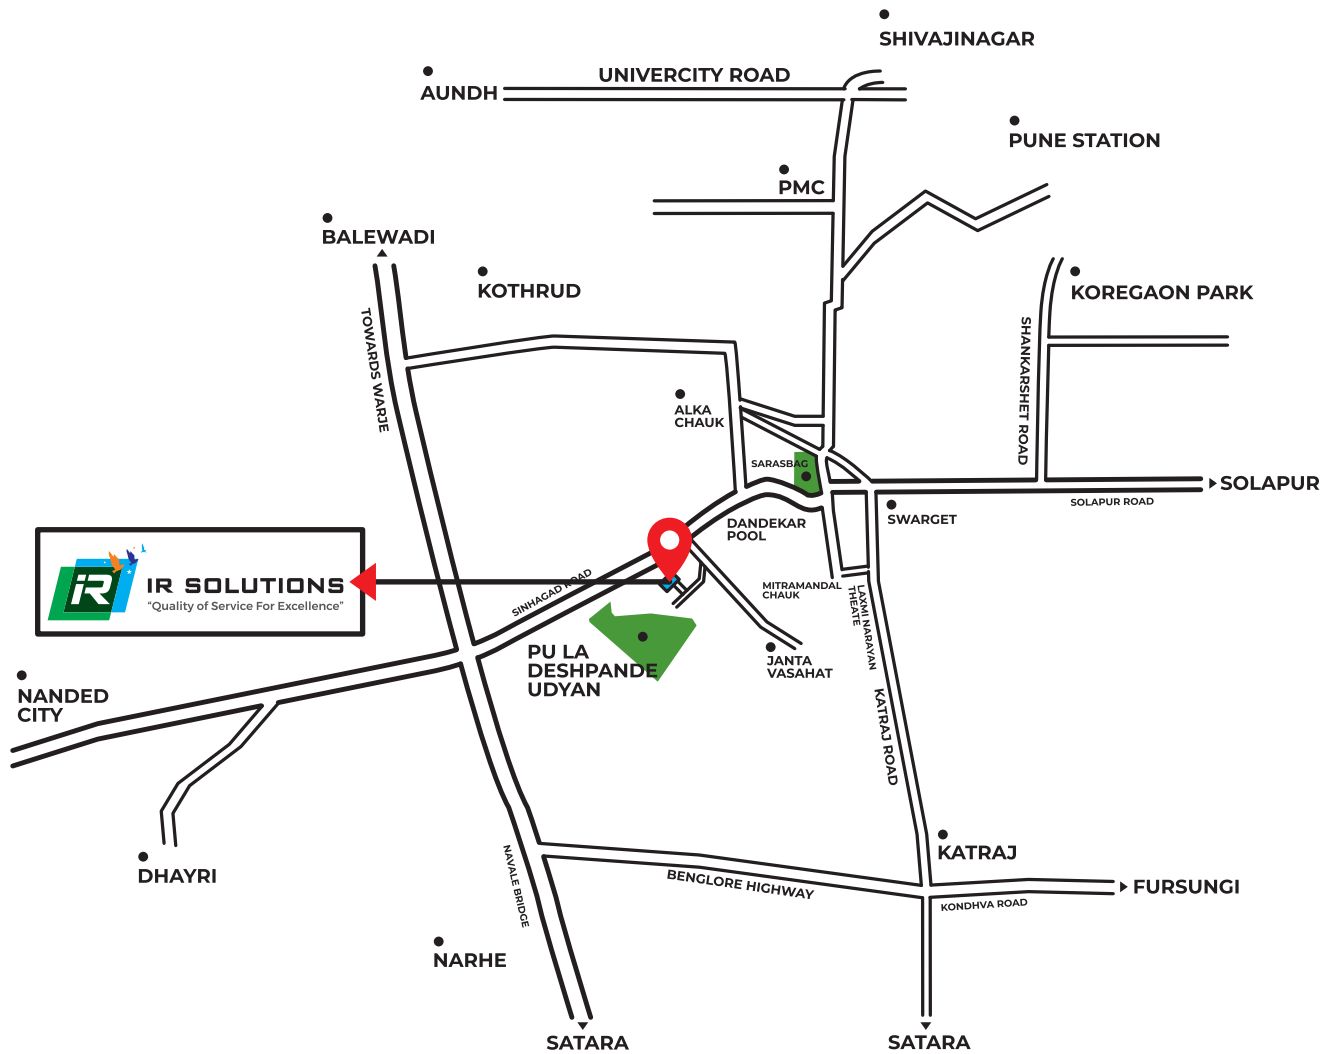 SHIVAJINAGAR
UNIVERCITY ROAD
AUNDH
PUNE STATION
PMC
BALEWADI
KOTHRUD
KOREGAON PARK
TOWARDS WARJE
SHANKARSHET ROAD
ALKA
CHAUK
SARASBAG
SOLAPUR
SOLAPUR ROAD
SWARGET
DANDEKAR
POOL
iR
IR SOLUTIONS
“Quality of Service For Excellence”
SINHAGAD ROAD
MITRAMANDAL
CHAUK
LAXMI NARAYAN
THEATE
PU LA
DESHPANDE
UDYAN
JANTA
VASAHAT
NANDED
CITY
KATRAJ ROAD
DHAYRI
NAVALE BRIDGE
BENGLORE HIGHWAY
KATRAJ
FURSUNGI
KONDHVA ROAD
NARHE
SATARA
SATARA